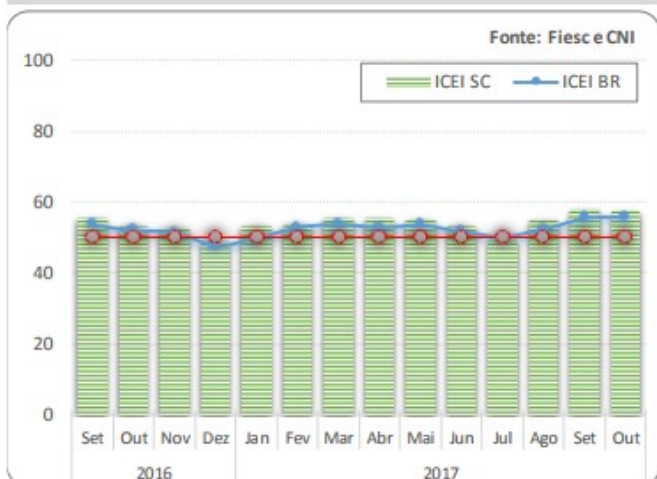 Fonte: Fiesc e CNI
ICEI SC ICEI BR
100
80
60
40
20
0
Set Out Nov Dez Jan Fev Mar Abr Mai Jun Jul Ago Set Out
2016 2017